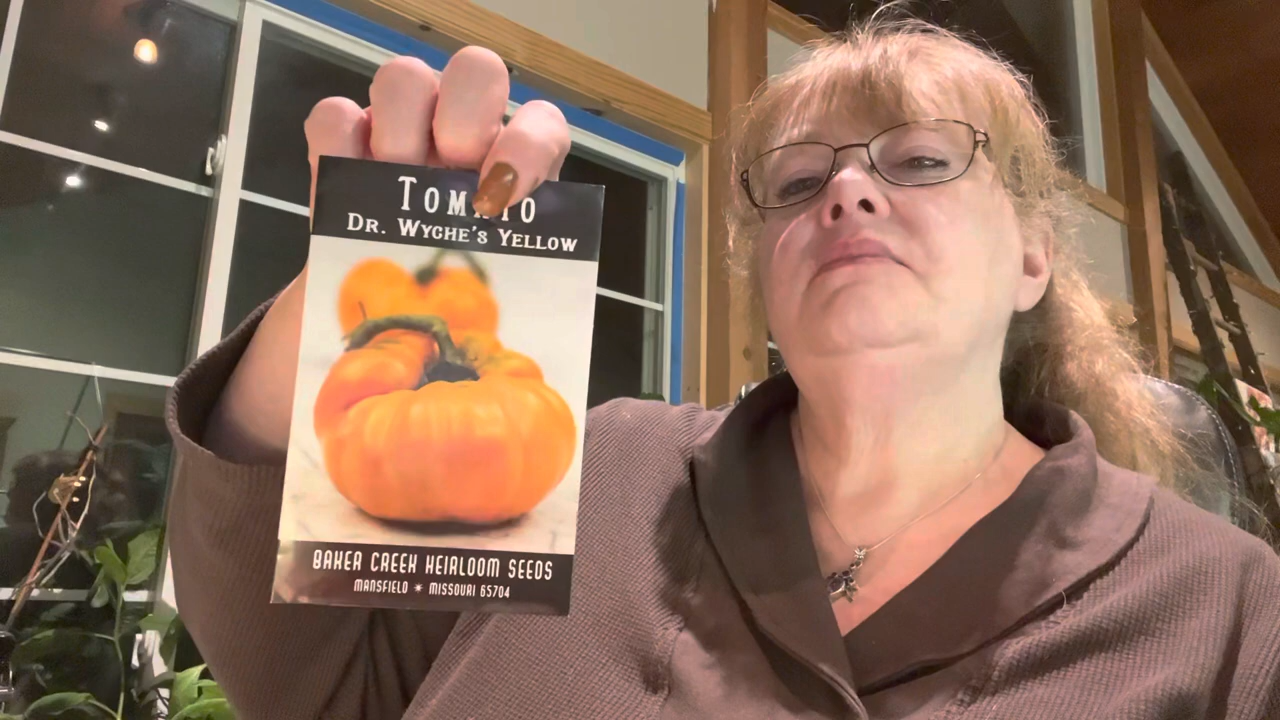 TOMATO
DR. WYCHE'S YELLOW
BAKER CREEK HEIRLOOM SEEDS
MANSFIELD * MISSOURI 65704